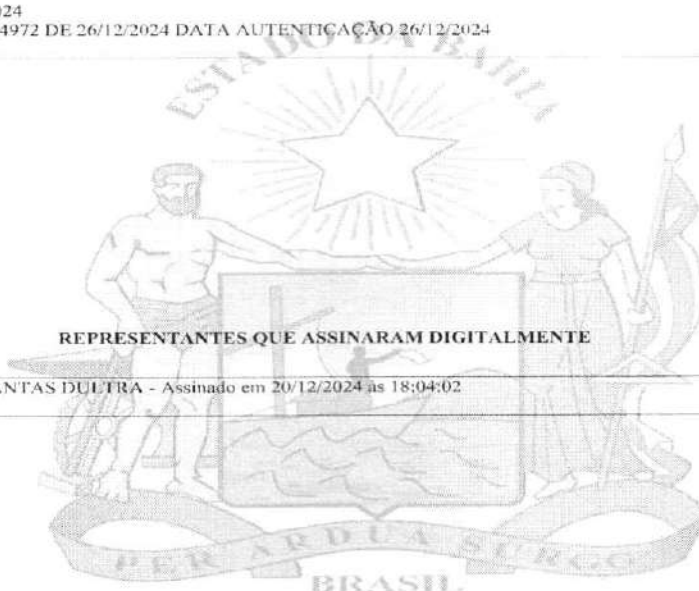 024
4972 DE 26/12/2024 DATA AUTENTICAÇÃO 26/12/2024
ESTADO DA BAHIA
REPRESENTANTES QUE ASSINARAM DIGITALMENTE
ANTAS DULTRA - Assinado em 20/12/2024 às 18:04:02
PER ARDUA SURGO
BRASIL